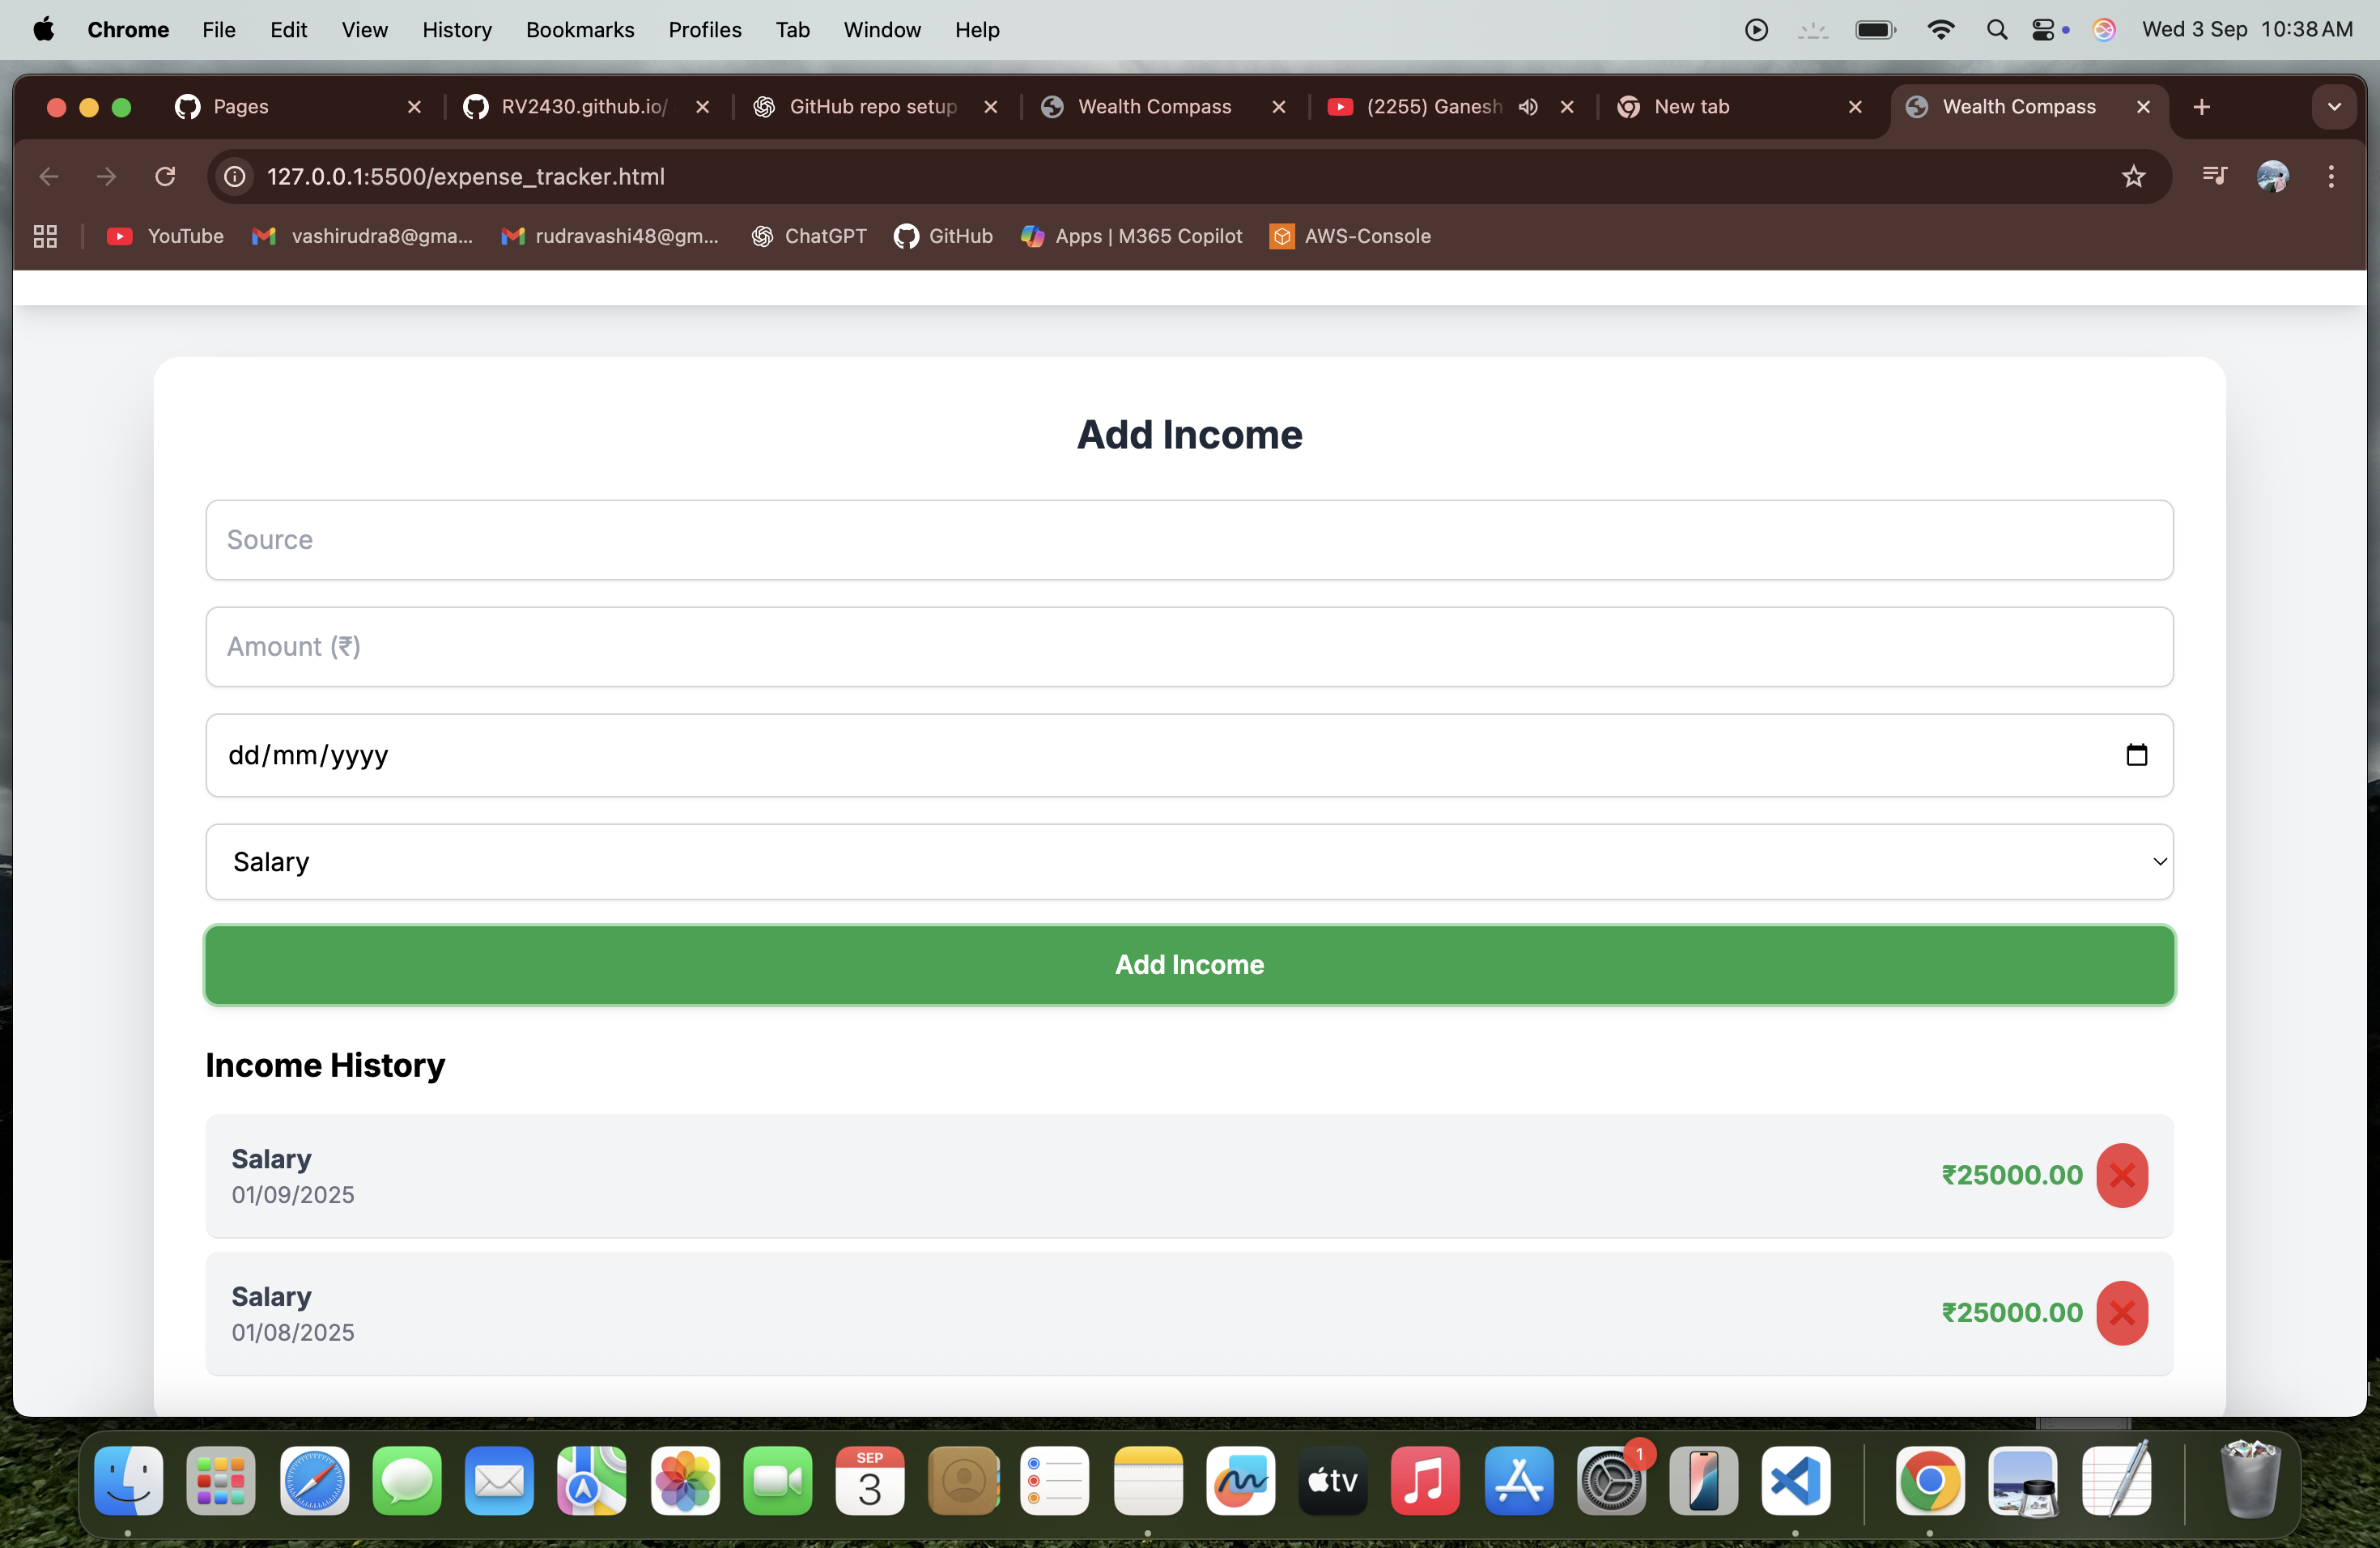 Chrome File Edit View History Bookmarks Profiles Tab Window Help Wed 3 Sep 10:38 AM
Pages RV2430.github.io/ GitHub repo setup Wealth Compass (2255) Ganesh New tab Wealth Compass
127.0.0.1:5500/expense_tracker.html
YouTube vashirudra8@gma... rudravashi48@gm... ChatGPT GitHub Apps | M365 Copilot AWS-Console
Add Income
Source
Amount (₹)
dd/mm/yyyy
Salary
Add Income
Income History
Salary
01/09/2025
₹25000.00
Salary
01/08/2025
₹25000.00
SEP
3
tv
1